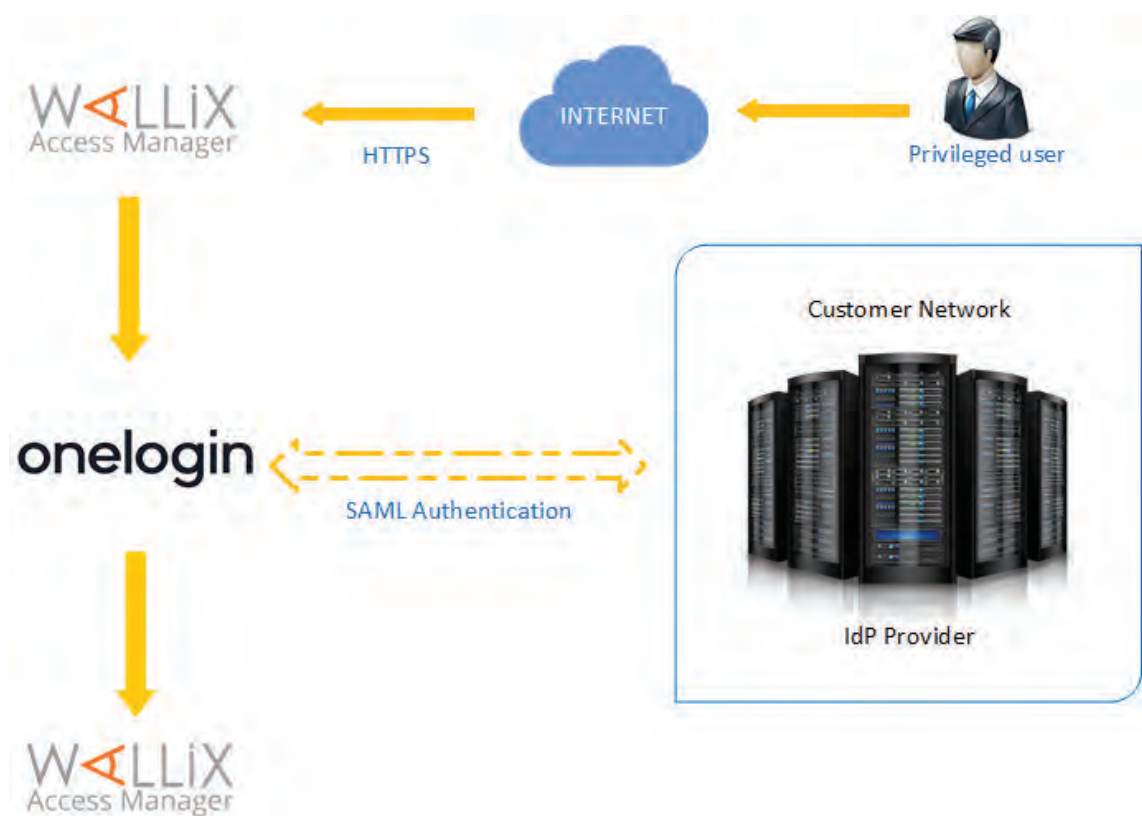 WALLiX
Access Manager
HTTPS
INTERNET
Privileged user
Customer Network
onelogin
SAML Authentication
IdP Provider
WALLiX
Access Manager